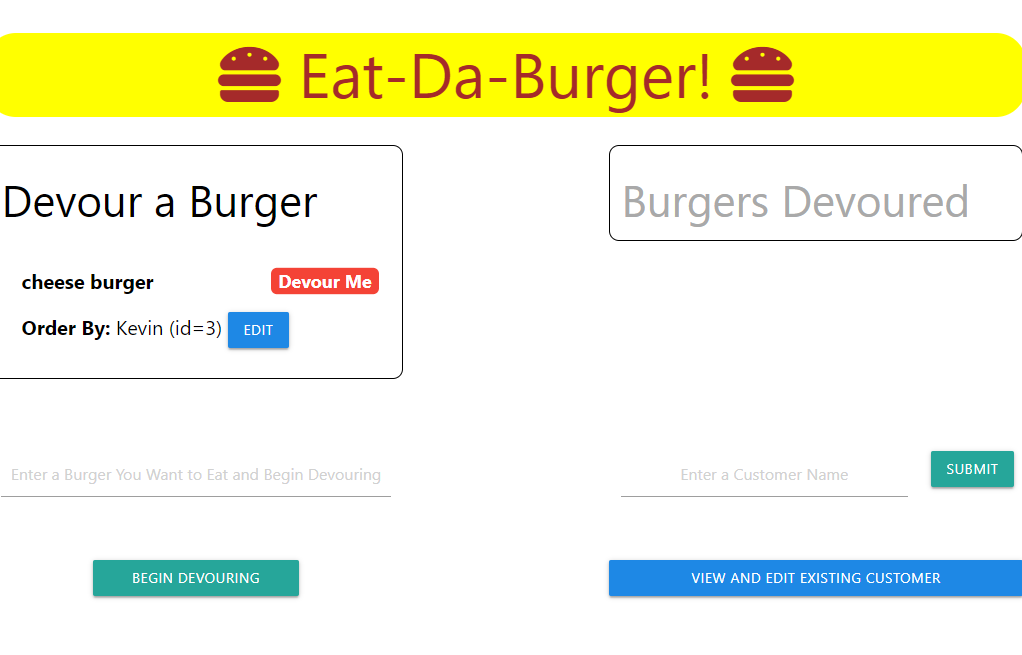 Eat-Da-Burger!
Devour a Burger
cheese burger
Devour Me
Order By: Kevin (id=3)
EDIT
Burgers Devoured
Enter a Burger You Want to Eat and Begin Devouring
BEGIN DEVOURING
Enter a Customer Name
SUBMIT
VIEW AND EDIT EXISTING CUSTOMER